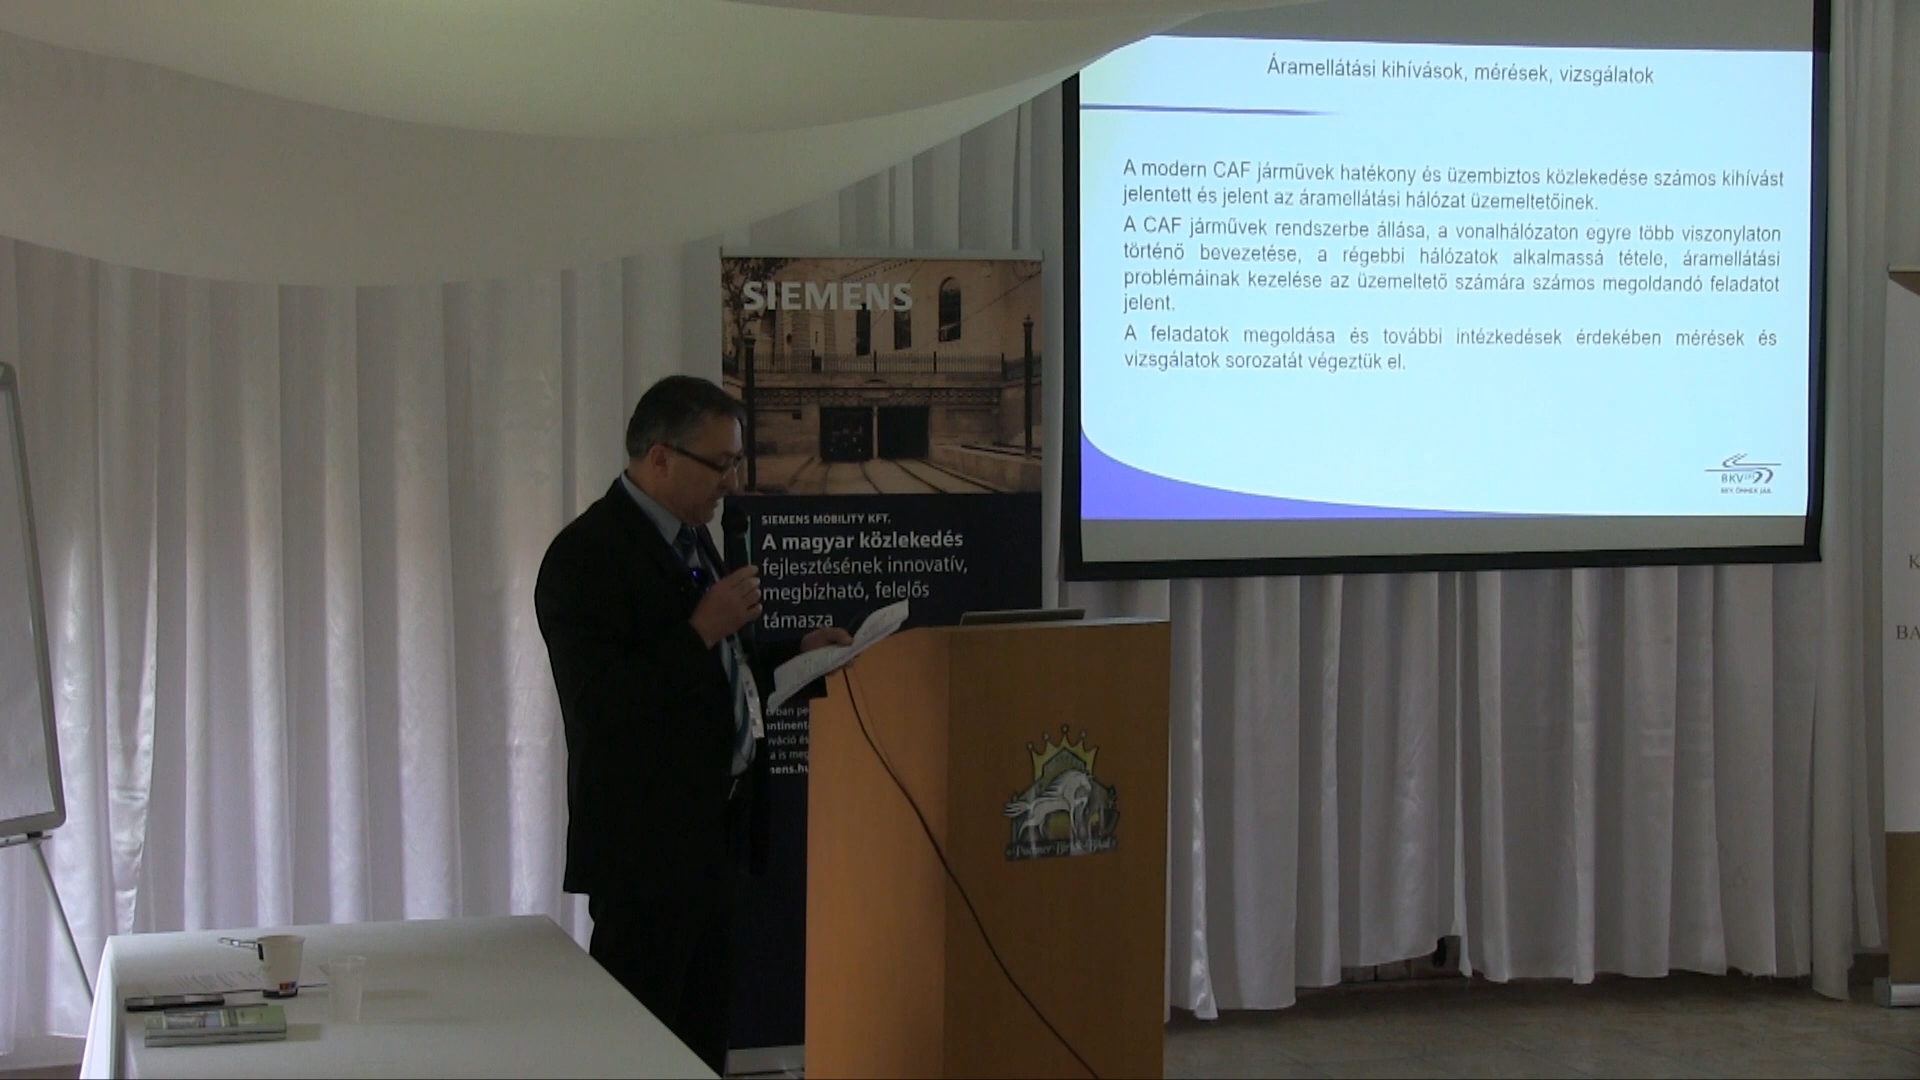 Áramellátási kihívások, mérések, vizsgálatok
A modern CAF járművek hatékony és üzembiztos közlekedése számos kihívást
jelentett és jelent az áramellátási hálózat üzemeltetőinek.
A CAF járművek rendszerbe állása, a vonalhálózaton egyre több viszonylaton
történő bevezetése, a régebbi hálózatok alkalmassá tétele, áramellátási
problémáinak kezelése az üzemeltető számára számos megoldandó feladatot
jelent.
A feladatok megoldása és további intézkedések érdekében mérések és
vizsgálatok sorozatát végeztük el.
BKV
SIEMENS
SIEMENS MOBILITY KFT.
A magyar közlekedés
fejlesztésének innovatív,
megbízható, felelős
támasza
K
BA